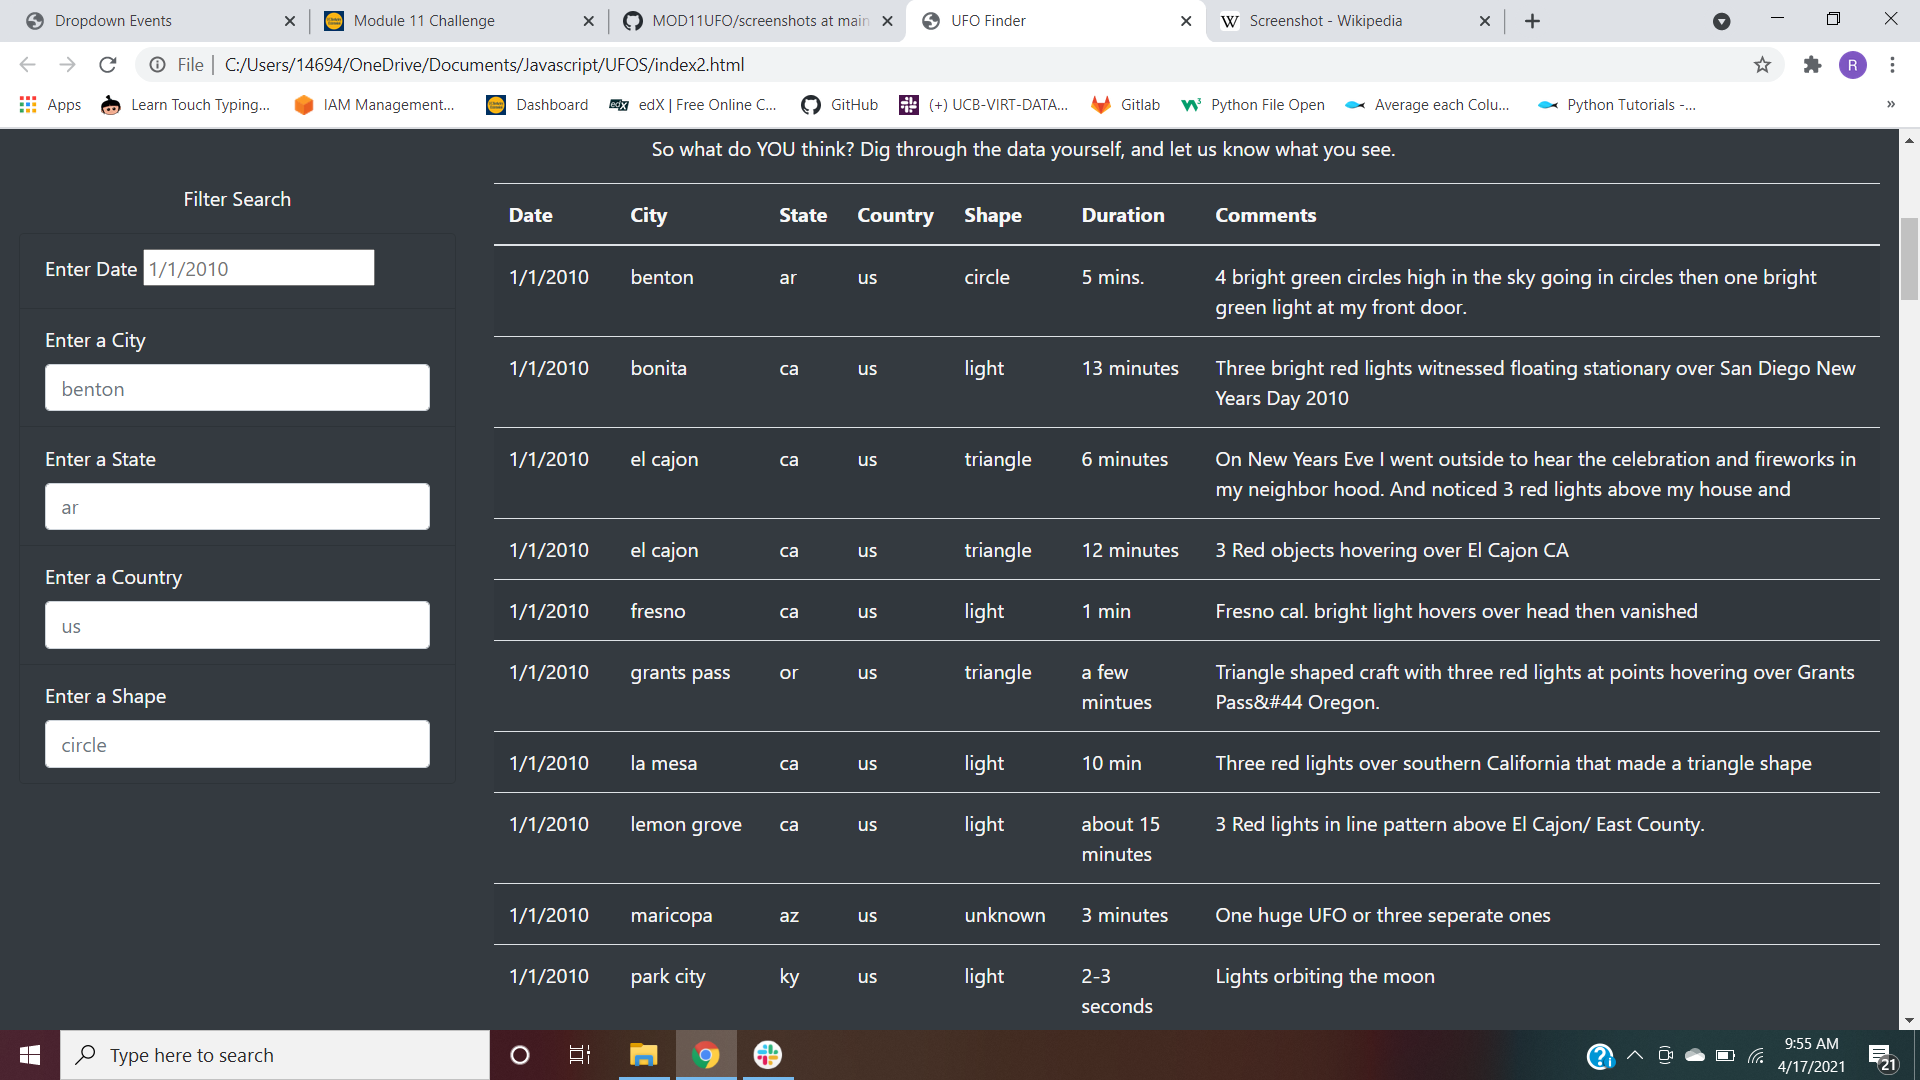 Dropdown Events
Module 11 Challenge
MOD11UFO/screenshots at main
UFO Finder
Screenshot - Wikipedia
File
C:/Users/14694/OneDrive/Documents/Javascript/UFOS/index2.html
R
Apps
Learn Touch Typing...
IAM Management...
Dashboard
edX | Free Online C...
GitHub
(+) UCB-VIRT-DATA...
Gitlab
Python File Open
Average each Colu...
Python Tutorials -...
So what do YOU think? Dig through the data yourself, and let us know what you see.
Filter Search
Enter Date 1/1/2010
Enter a City
benton
Enter a State
ar
Enter a Country
us
Enter a Shape
circle
Date City State Country Shape Duration Comments
1/1/2010 benton ar us circle 5 mins. 4 bright green circles high in the sky going in circles then one bright
green light at my front door.
1/1/2010 bonita ca us light 13 minutes Three bright red lights witnessed floating stationary over San Diego New
Years Day 2010
1/1/2010 el cajon ca us triangle 6 minutes On New Years Eve I went outside to hear the celebration and fireworks in
my neighbor hood. And noticed 3 red lights above my house and
1/1/2010 el cajon ca us triangle 12 minutes 3 Red objects hovering over El Cajon CA
1/1/2010 fresno ca us light 1 min Fresno cal. bright light hovers over head then vanished
1/1/2010 grants pass or us triangle a few Triangle shaped craft with three red lights at points hovering over Grants
mintues Pass&#44 Oregon.
1/1/2010 la mesa ca us light 10 min Three red lights over southern California that made a triangle shape
1/1/2010 lemon grove ca us light about 15 3 Red lights in line pattern above El Cajon/ East County.
minutes
1/1/2010 maricopa az us unknown 3 minutes One huge UFO or three seperate ones
1/1/2010 park city ky us light 2-3 Lights orbiting the moon
seconds
Type here to search
9:55 AM
4/17/2021
21